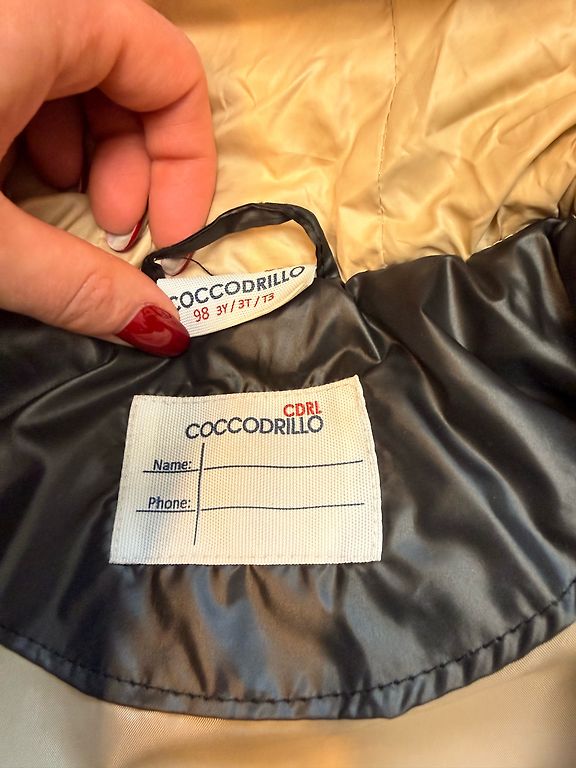 COCCODRILLO
98 3Y / 3T / T3
CDRL
COCCODRILLO
Name:
Phone: